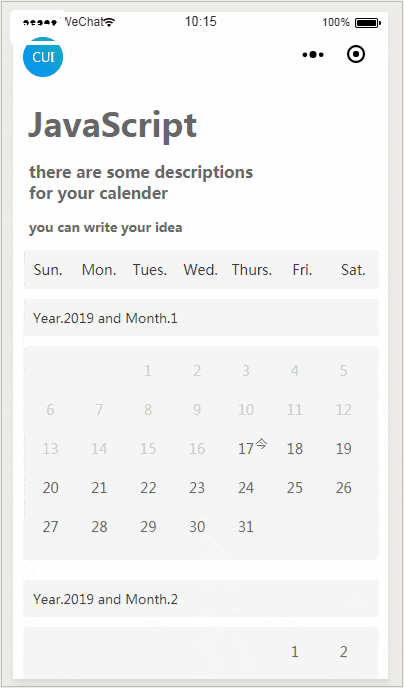 WeChat 10:15 100%
CUI
JavaScript
there are some descriptions
for your calender
you can write your idea
Sun. Mon. Tues. Wed. Thurs. Fri. Sat.
Year.2019 and Month.1
1 2 3 4 5
6 7 8 9 10 11 12
13 14 15 16 17今 18 19
20 21 22 23 24 25 26
27 28 29 30 31
Year.2019 and Month.2
1 2